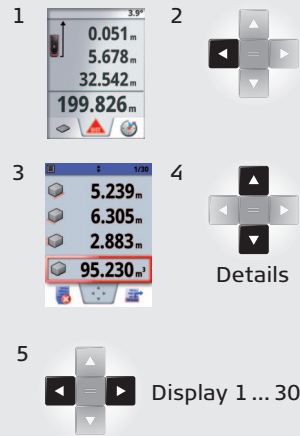 1
3.9°
0.051 m
5.678 m
32.542 m
199.826 m
2
3
1/30
5.239 m
6.305 m
2.883 m
95.230 m³
4
Details
5
Display 1 ... 30